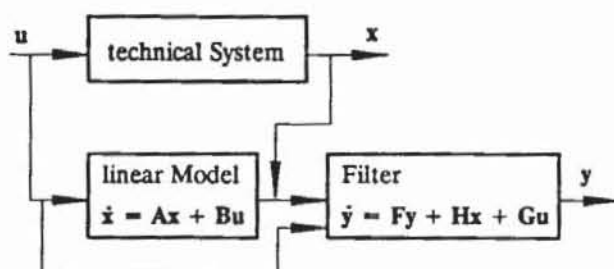 u
technical System
x
linear Model
ẋ = Ax + Bu
Filter
ẏ = Fy + Hx + Gu
y